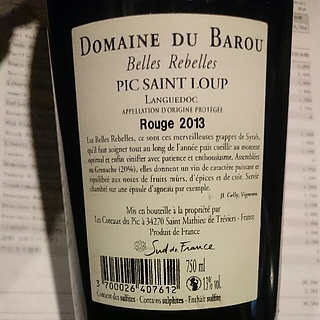 DOMAINE DU BAROU
Belles Rebelles
PIC SAINT LOUP
LANGUEDOC
APPELLATION D'ORIGINE PROTÉGÉE
Rouge 2013
Les Belles Rebelles, ce sont ces merveilleuses grappes de Syrah,
qu'il faut soigner tout au long de l'année puis cueillir au moment
optimal et enfin vinifier avec patience et enthousiasme. Assemblées
au Grenache (20%), elles donnent un vin de caractère puissant et
équilibré aux notes de fruits mûrs, d'épices et de cuir. Servir
chambré sur une épaule d'agneau par exemple.
Vigneron
Mis en bouteille à la propriété par
Les Coteaux du Pic à 34270 Saint Mathieu de Tréviers - France
Produit de France
Sud de France
750 ml
13% vol.
3 700026 407612
Contient des sulfites - Contains sulphites - Enthält sulfite